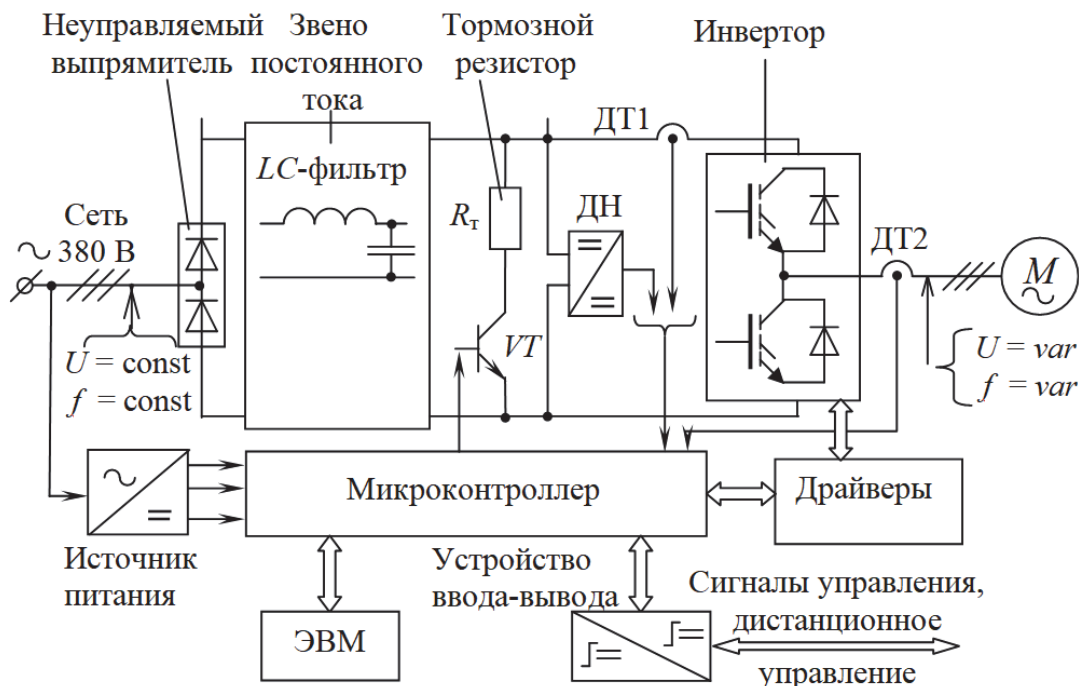 Неуправляемый
выпрямитель
Звено
постоянного
тока
Тормозной
резистор
Инвертор
ДТ1
LC-фильтр
Rт
ДН
Сеть
~ 380 В
ДТ2
M
~
VT
U = const
f = const
U = var
f = var
Микроконтроллер
Драйверы
Источник
питания
Устройство
ввода-вывода
Сигналы управления,
дистанционное
управление
ЭВМ